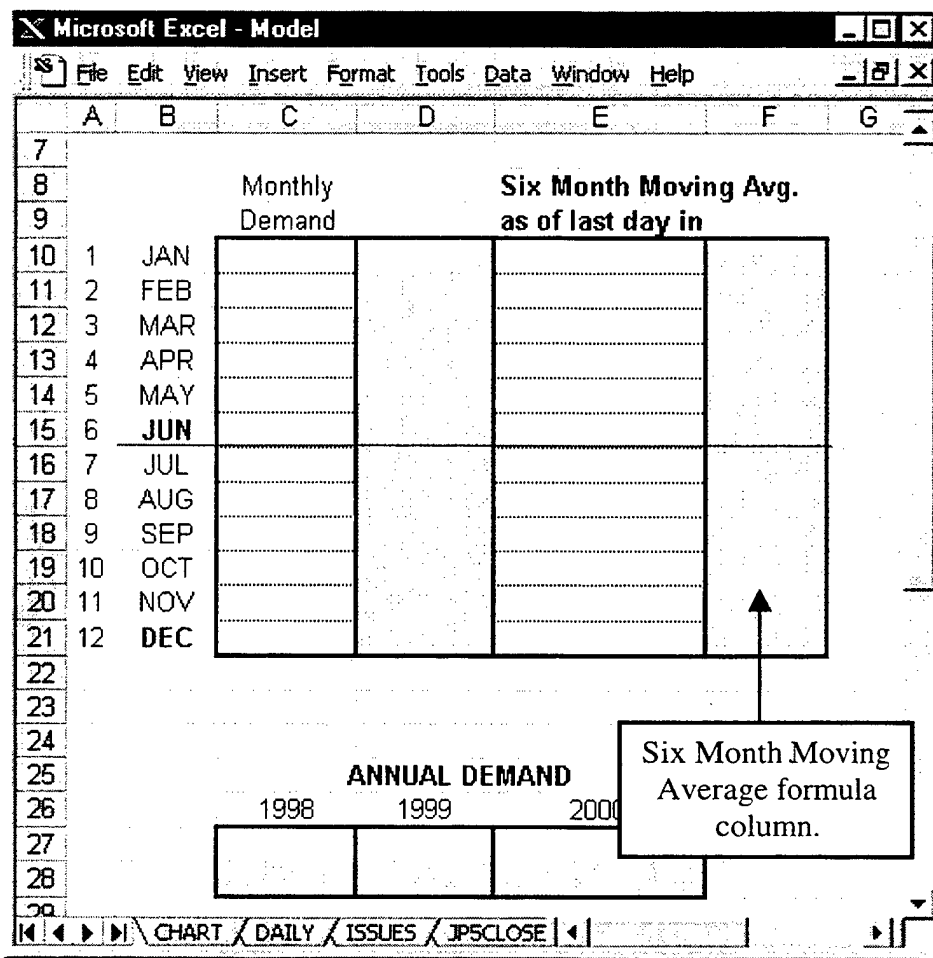 Microsoft Excel - Model
File Edit View Insert Format Tools Data Window Help
A B C D E F G
7
8 Monthly Six Month Moving Avg.
9 Demand as of last day in
10 1 JAN
11 2 FEB
12 3 MAR
13 4 APR
14 5 MAY
15 6 JUN
16 7 JUL
17 8 AUG
18 9 SEP
19 10 OCT
20 11 NOV
21 12 DEC
22
23
24
25 ANNUAL DEMAND
26 1998 1999 2000
27
28
29
Six Month Moving
Average formula
column.
CHART DAILY ISSUES JP5CLOSE